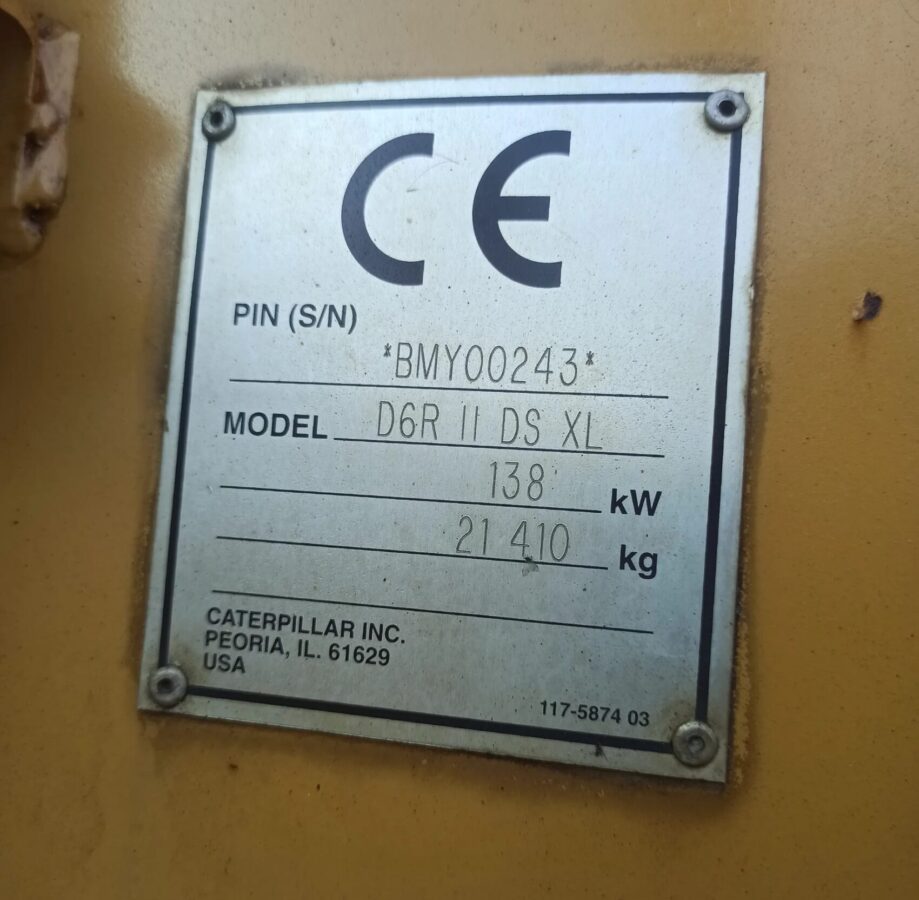 CE
PIN (S/N)
*BMY00243*
MODEL D6R II DS XL
138 kW
21 410 kg
CATERPILLAR INC.
PEORIA, IL. 61629
USA
117-5874 03